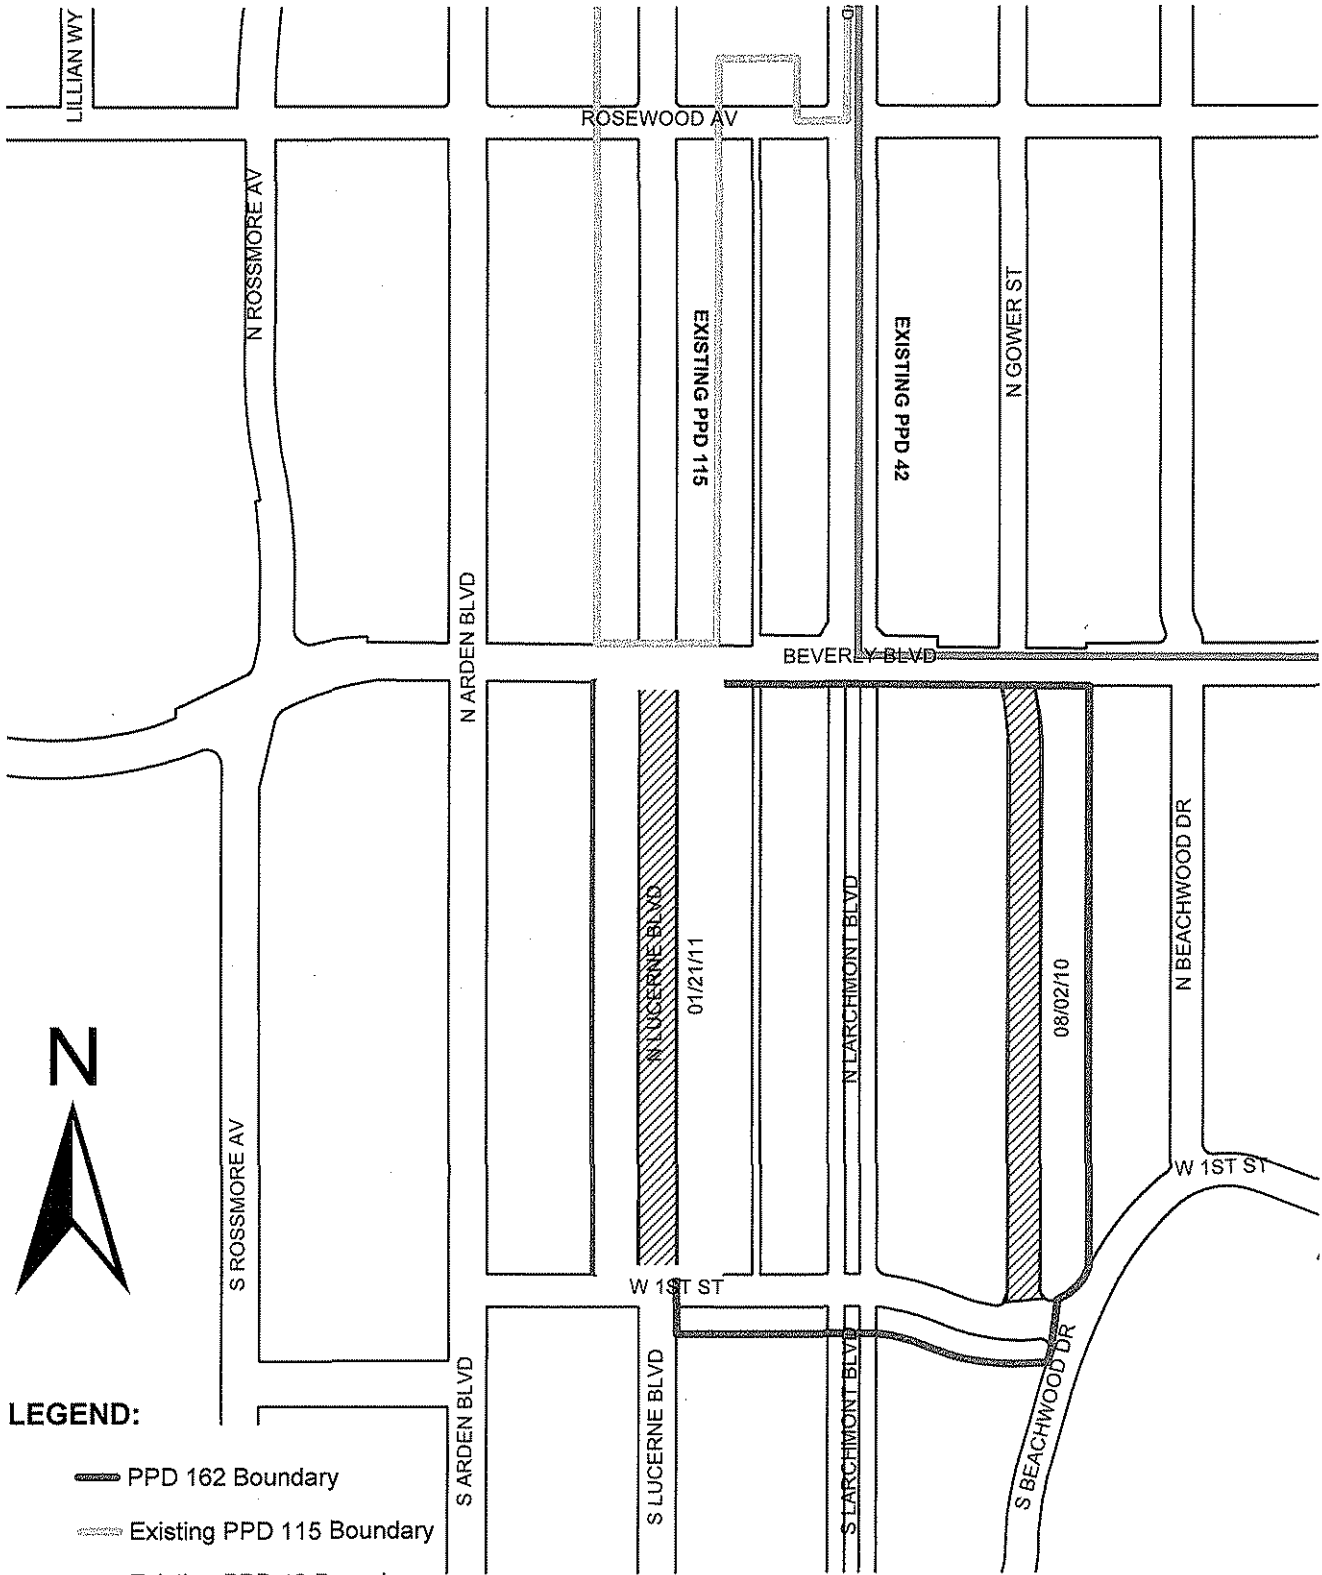 LILLIAN WY
ROSEWOOD AV
N ROSSMORE AV
EXISTING PPD 115
EXISTING PPD 42
N GOWER ST
N ARDEN BLVD
BEVERLY BLVD
N LUCERNE BLVD
01/21/11
N LARCHMONT BLVD
08/02/10
N BEACHWOOD DR
N
S ROSSMORE AV
W 1ST ST
W 1ST ST
S ARDEN BLVD
S LUCERNE BLVD
S LARCHMONT BLVD
S BEACHWOOD DR
LEGEND:
PPD 162 Boundary
Existing PPD 115 Boundary